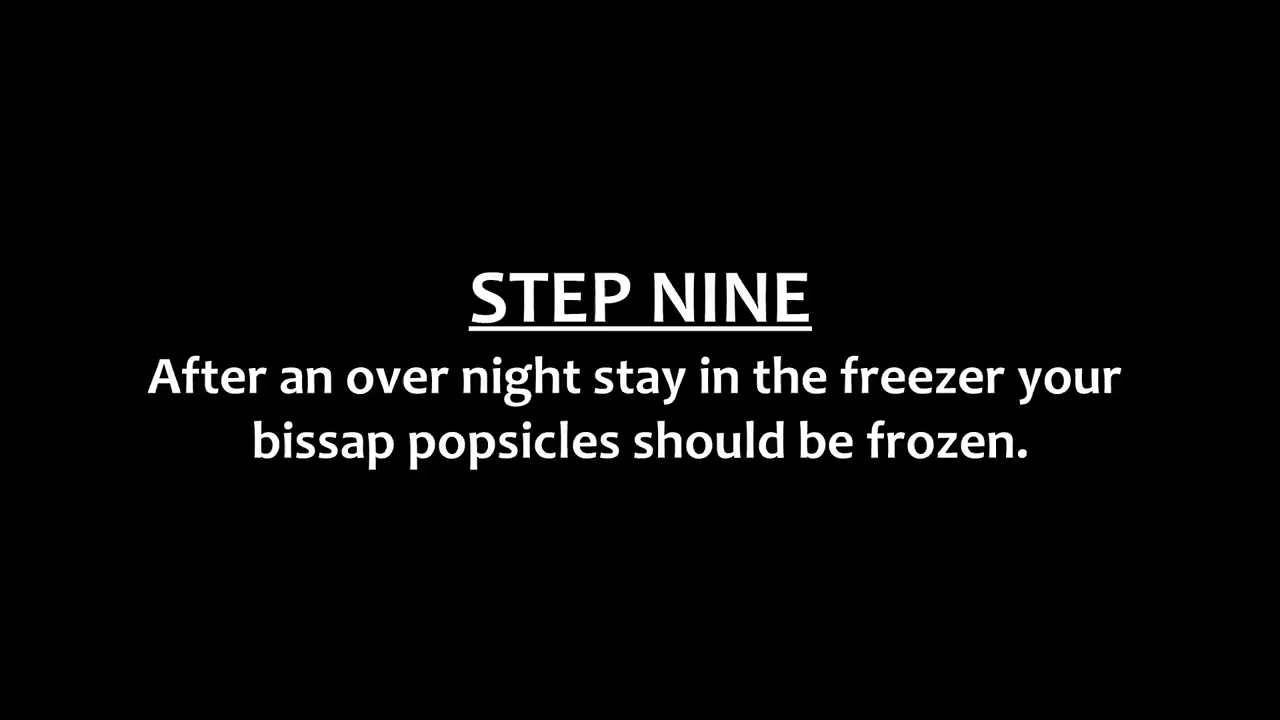 STEP NINE
After an over night stay in the freezer your
bissap popsicles should be frozen.